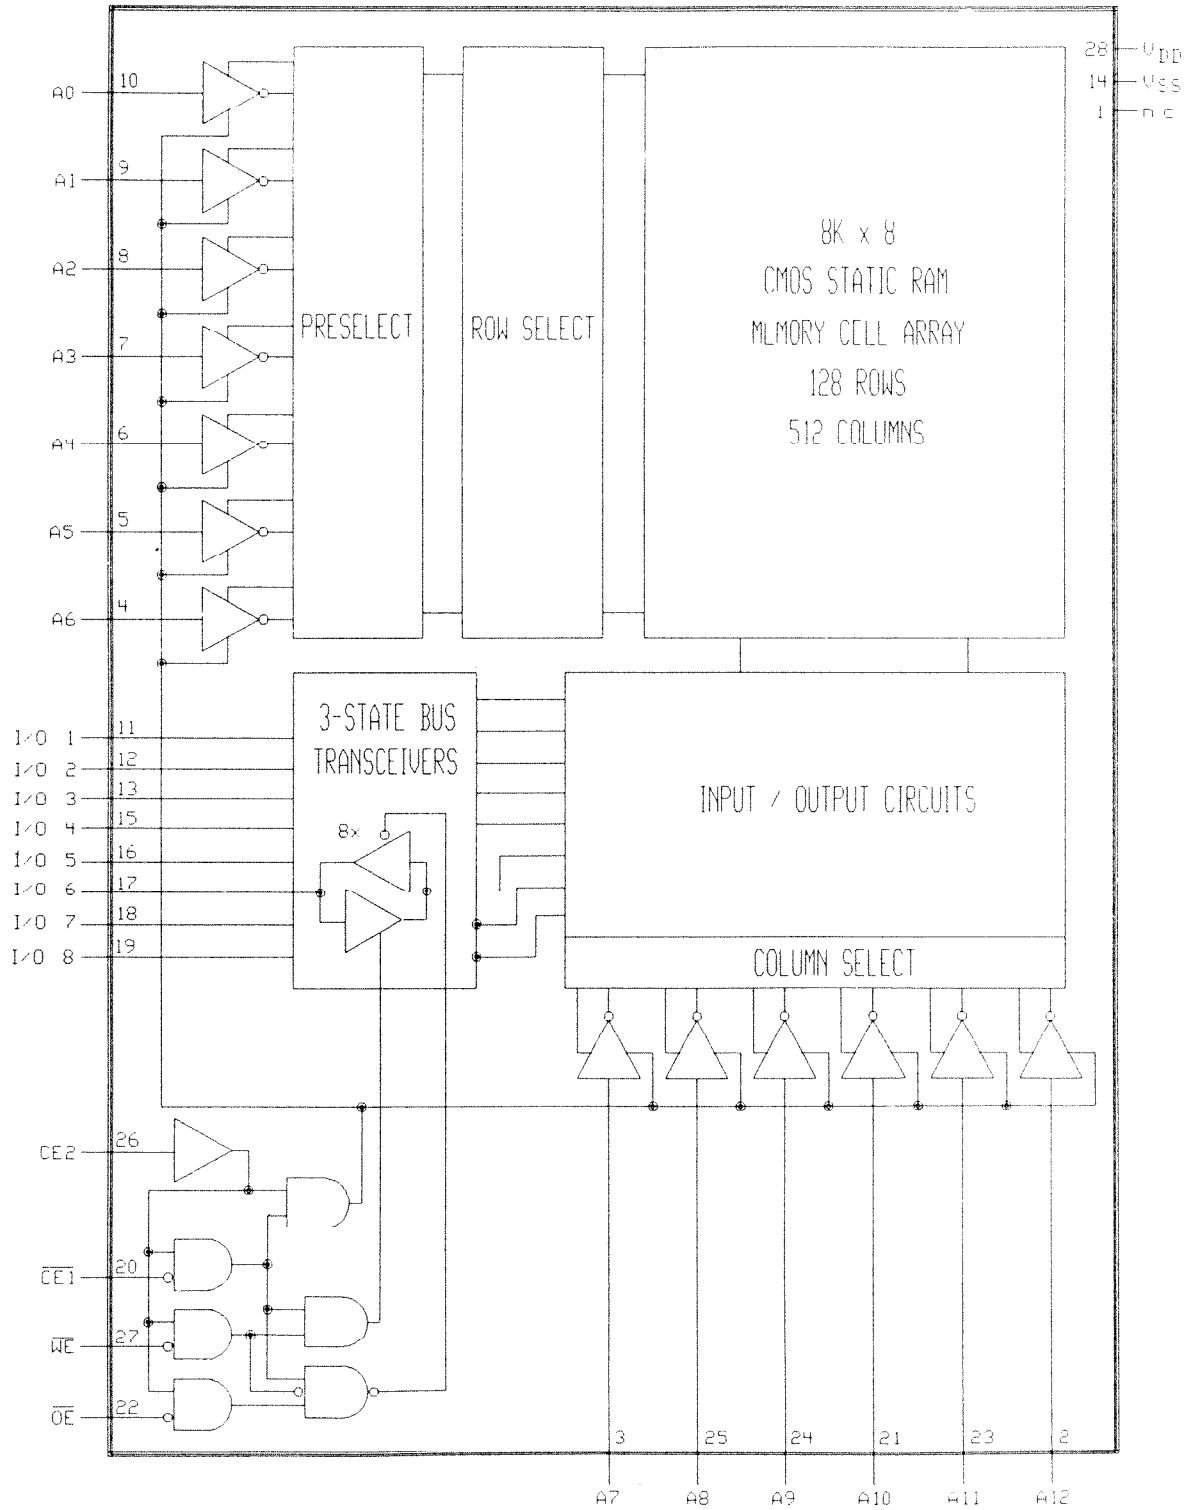 28 VDD
14 VSS
1 nc
A0 10
A1 9
A2 8
A3 7
A4 6
A5 5
A6 4
PRESELECT
ROW SELECT
8K x 8
CMOS STATIC RAM
MLMORY CELL ARRAY
128 ROWS
512 COLUMNS
I/O 1 11
I/O 2 12
I/O 3 13
I/O 4 15
I/O 5 16
I/O 6 17
I/O 7 18
I/O 8 19
3-STATE BUS
TRANSCEIVERS
8x
INPUT / OUTPUT CIRCUITS
COLUMN SELECT
CE2 26
CE1 20
WE 27
OE 22
3 25 24 21 23 2
A7 A8 A9 A10 A11 A12